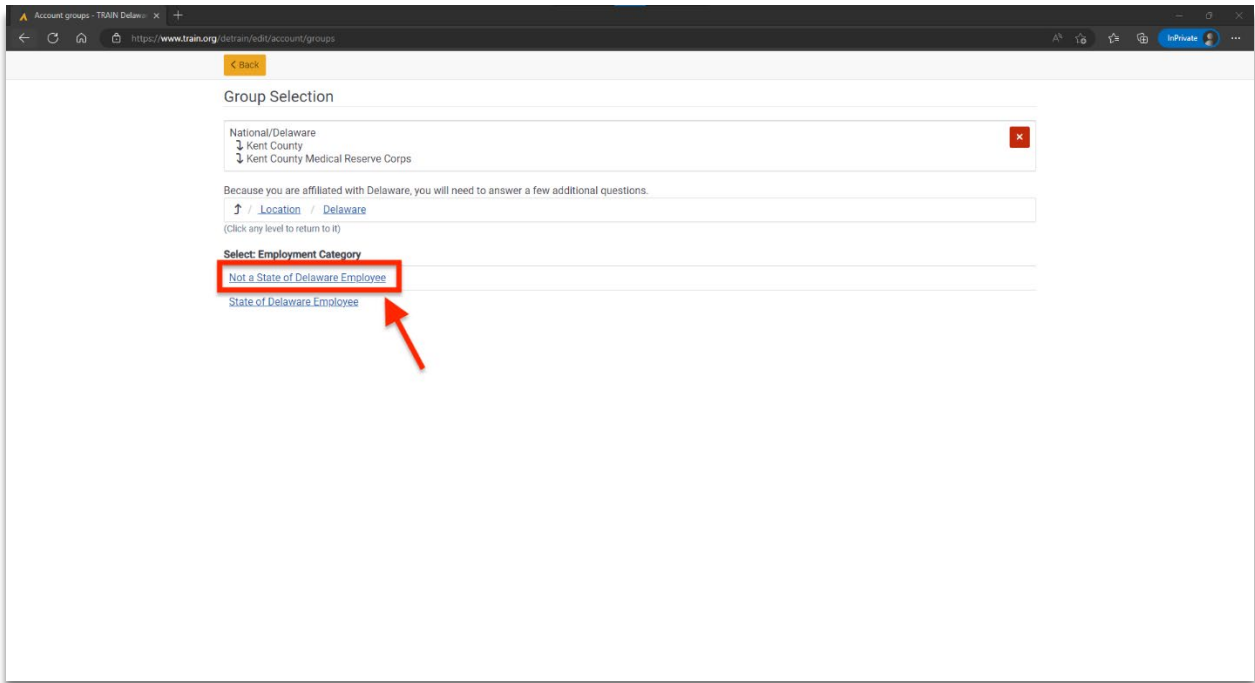 Account groups - TRAIN Delawa
https://www.train.org/detrain/edit/account/groups
InPrivate
Back
Group Selection
National/Delaware
Kent County
Kent County Medical Reserve Corps
Because you are affiliated with Delaware, you will need to answer a few additional questions.
/ Location / Delaware
(Click any level to return to it)
Select: Employment Category
Not a State of Delaware Employee
State of Delaware Employee